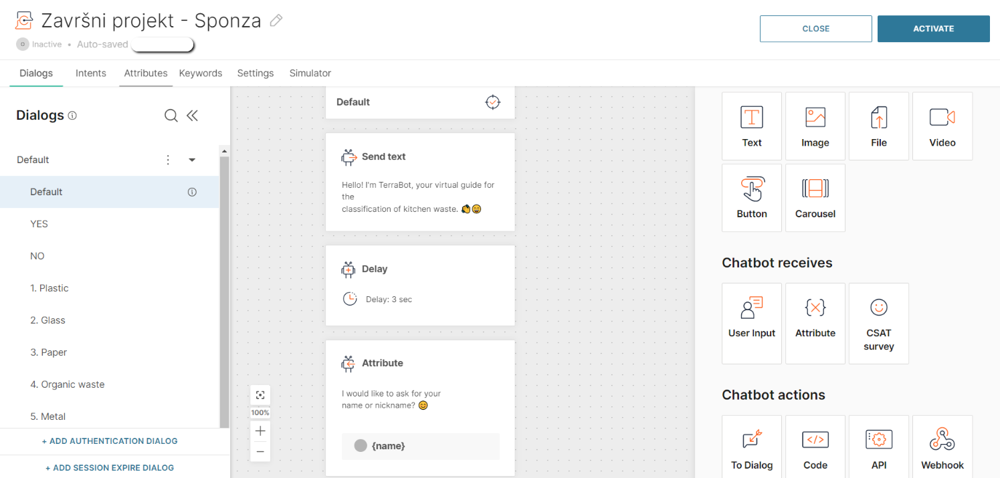 Završni projekt - Sponza
Inactive • Auto-saved
CLOSE
ACTIVATE
Dialogs Intents Attributes Keywords Settings Simulator
Dialogs
Default
Default
YES
NO
1. Plastic
2. Glass
3. Paper
4. Organic waste
5. Metal
+ ADD AUTHENTICATION DIALOG
+ ADD SESSION EXPIRE DIALOG
Default
Send text
Hello! I'm TerraBot, your virtual guide for
the
classification of kitchen waste. 👏😄
Delay
Delay: 3 sec
Attribute
I would like to ask for your
name or nickname? 😊
{name}
100%
Text Image File Video
Button Carousel
Chatbot receives
User Input Attribute CSAT
survey
Chatbot actions
To Dialog Code API Webhook